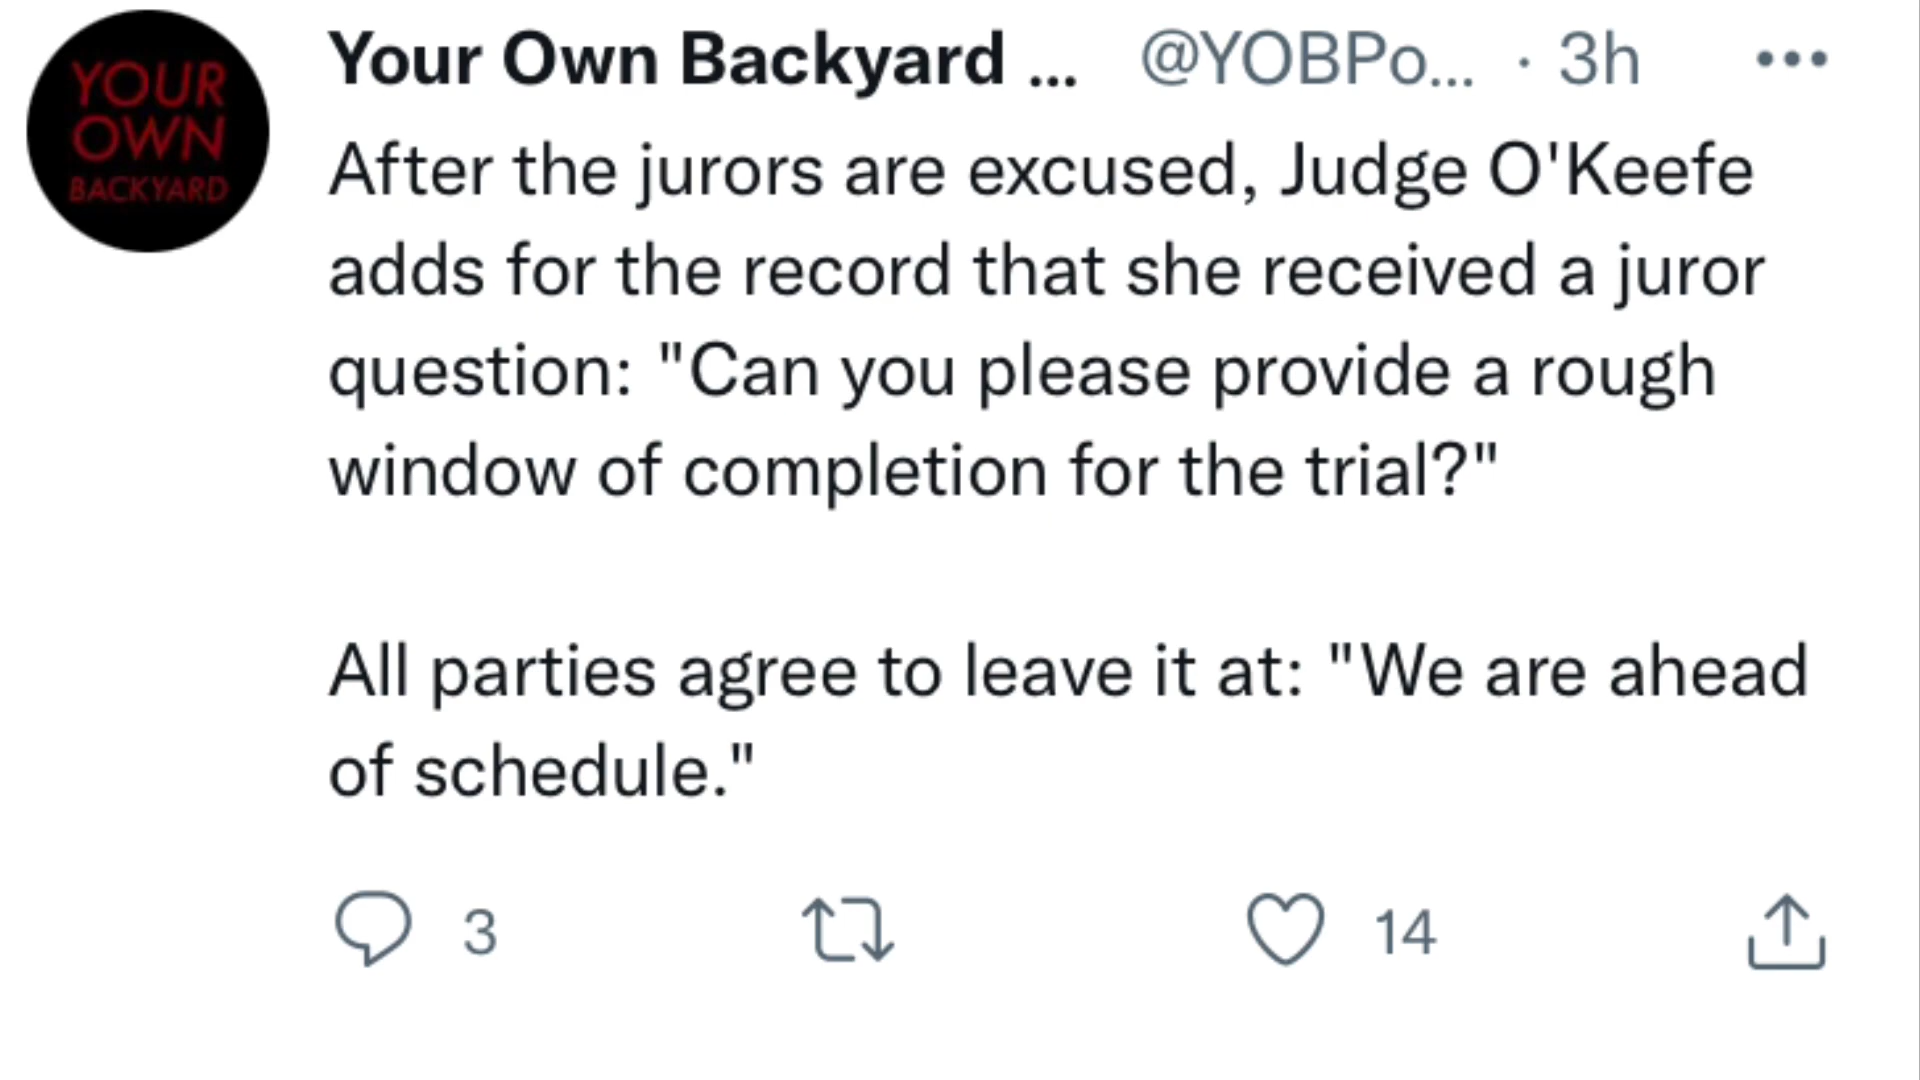 YOUR
OWN
BACKYARD
Your Own Backyard ... @YOBPo... · 3h
After the jurors are excused, Judge O'Keefe
adds for the record that she received a juror
question: "Can you please provide a rough
window of completion for the trial?"
All parties agree to leave it at: "We are ahead
of schedule."
3 14